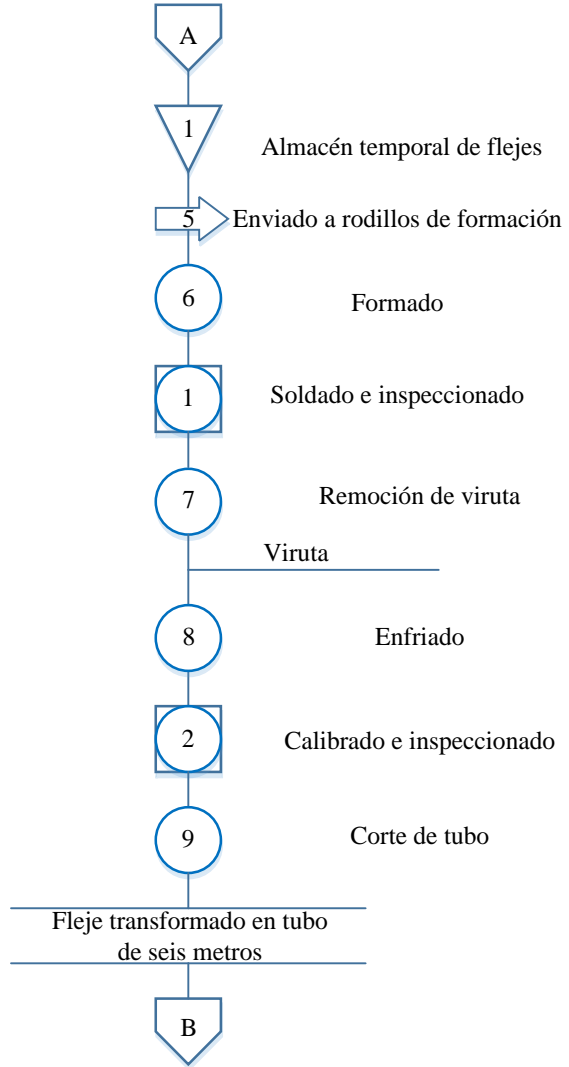 A
1
Almacén temporal de flejes
5
Enviado a rodillos de formación
6
Formado
1
Soldado e inspeccionado
7
Remoción de viruta
Viruta
8
Enfriado
2
Calibrado e inspeccionado
9
Corte de tubo
Fleje transformado en tubo
de seis metros
B